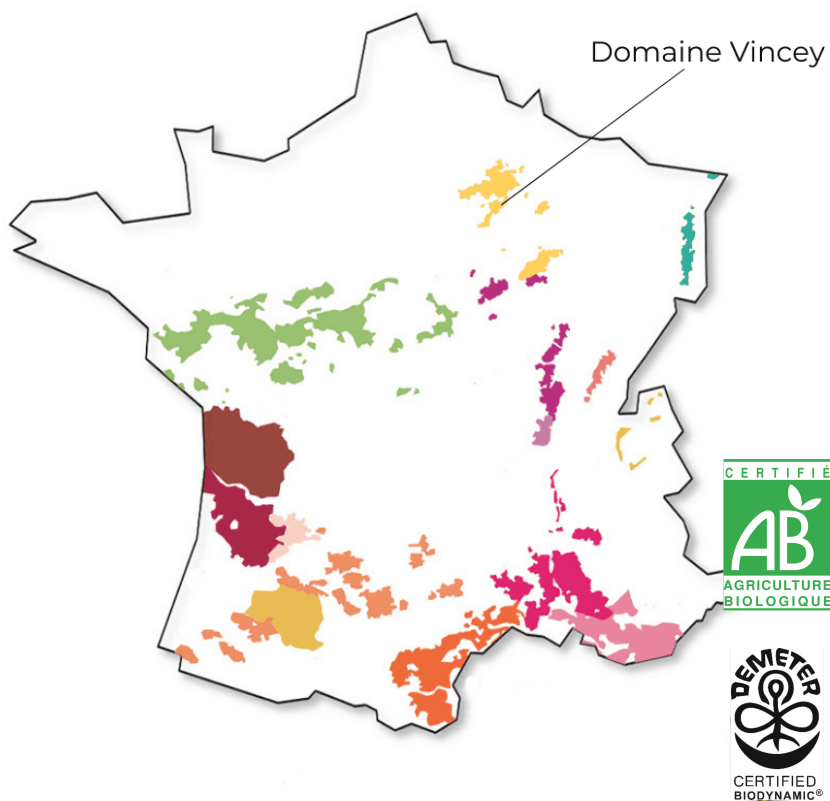 Domaine Vincey
CERTIFIÉ
AB
AGRICULTURE
BIOLOGIQUE
DEMETER
CERTIFIED
BIODYNAMIC®